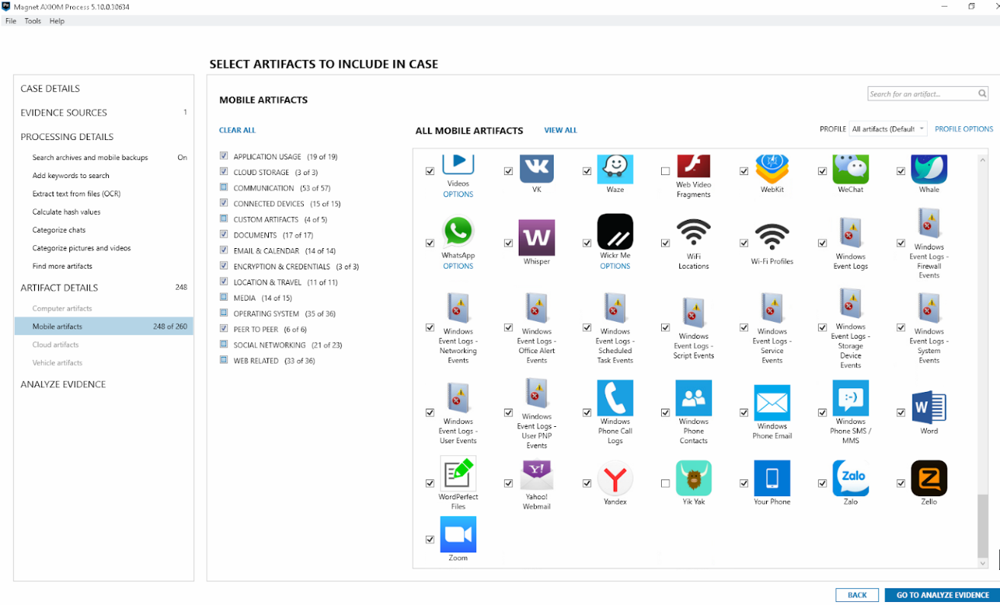 Magnet AXIOM Process 5.10.0.30634
File Tools Help
SELECT ARTIFACTS TO INCLUDE IN CASE
CASE DETAILS
EVIDENCE SOURCES 1
PROCESSING DETAILS
Search archives and mobile backups On
Add keywords to search
Extract text from files (OCR)
Calculate hash values
Categorize chats
Categorize pictures and videos
Find more artifacts
ARTIFACT DETAILS 248
Computer artifacts
Mobile artifacts 248 of 260
Cloud artifacts
Vehicle artifacts
ANALYZE EVIDENCE
MOBILE ARTIFACTS
Search for an artifact...
CLEAR ALL
APPLICATION USAGE (19 of 19)
CLOUD STORAGE (3 of 3)
COMMUNICATION (53 of 57)
CONNECTED DEVICES (15 of 15)
CUSTOM ARTIFACTS (4 of 5)
DOCUMENTS (17 of 17)
EMAIL & CALENDAR (14 of 14)
ENCRYPTION & CREDENTIALS (3 of 3)
LOCATION & TRAVEL (11 of 11)
MEDIA (14 of 15)
OPERATING SYSTEM (35 of 36)
PEER TO PEER (6 of 6)
SOCIAL NETWORKING (21 of 23)
WEB RELATED (33 of 36)
ALL MOBILE ARTIFACTS VIEW ALL
PROFILE All artifacts (Default PROFILE OPTIONS
Videos
OPTIONS
VK
Waze
Web Video
Fragments
WebKit
WeChat
Whale
WhatsApp
OPTIONS
W
Whisper
Wickr Me
OPTIONS
WiFi
Locations
Wi-Fi Profiles
Windows
Event Logs
Windows
Event Logs -
Firewall
Events
Windows
Event Logs -
Networking
Events
Windows
Event Logs -
Office Alert
Events
Windows
Event Logs -
Scheduled
Task Events
Windows
Event Logs -
Script Events
Windows
Event Logs -
Service
Events
Windows
Event Logs -
Storage
Device
Events
Windows
Event Logs -
System
Events
Windows
Event Logs -
User Events
Windows
Event Logs -
User PNP
Events
Windows
Phone Call
Logs
Windows
Phone
Contacts
Windows
Phone Email
:-)
Windows
Phone SMS /
MMS
W
Word
WordPerfect
Files
Y!
Yahoo!
Webmail
Y
Yandex
Yik Yak
Your Phone
Zalo
Zalo
Z
Zello
Zoom
BACK GO TO ANALYZE EVIDENCE